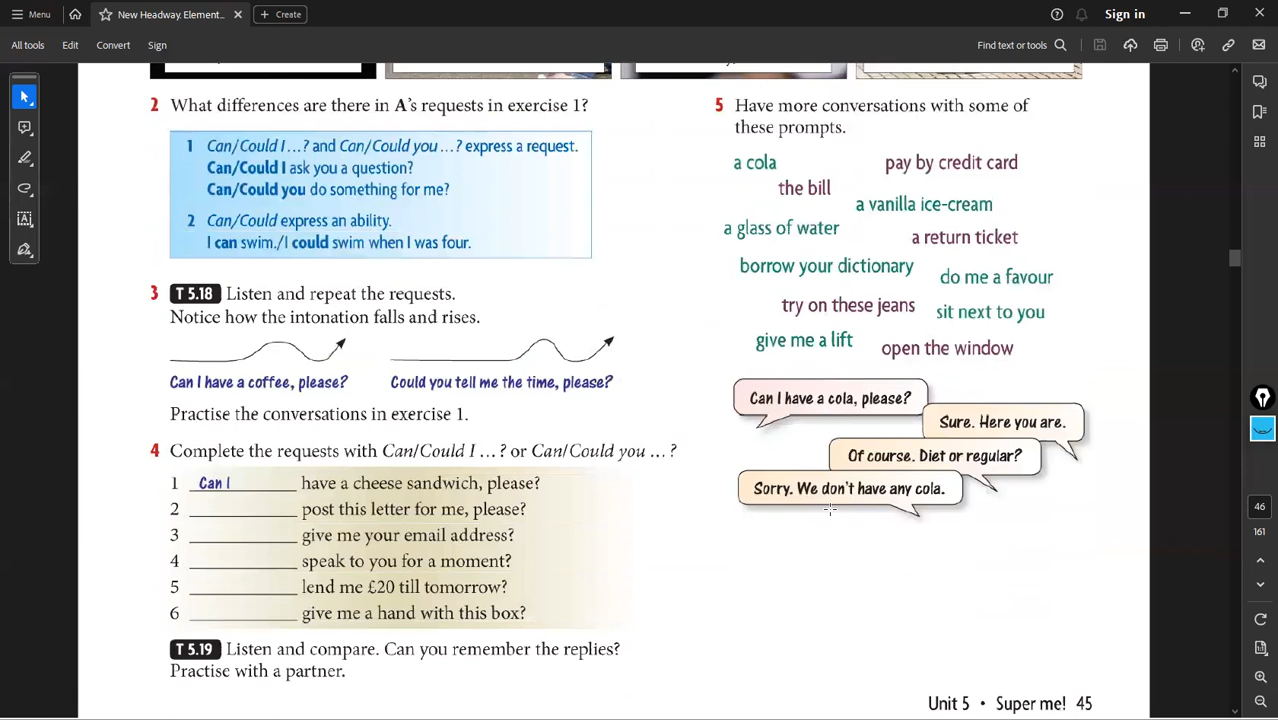 Menu
New Headway. Element...
Create
Sign in
All tools
Edit
Convert
Sign
Find text or tools
2 What differences are there in A's requests in exercise 1?
1 Can/Could I ...? and Can/Could you ...? express a request.
Can/Could I ask you a question?
Can/Could you do something for me?
2 Can/Could express an ability.
I can swim./I could swim when I was four.
3 T 5.18 Listen and repeat the requests.
Notice how the intonation falls and rises.
Can I have a coffee, please?
Could you tell me the time, please?
Practise the conversations in exercise 1.
4 Complete the requests with Can/Could I ...? or Can/Could you ...?
1 Can I have a cheese sandwich, please?
2 ____________ post this letter for me, please?
3 ____________ give me your email address?
4 ____________ speak to you for a moment?
5 ____________ lend me £20 till tomorrow?
6 ____________ give me a hand with this box?
T 5.19 Listen and compare. Can you remember the replies?
Practise with a partner.
5 Have more conversations with some of
these prompts.
a cola
pay by credit card
the bill
a vanilla ice-cream
a glass of water
a return ticket
borrow your dictionary
do me a favour
try on these jeans
sit next to you
give me a lift
open the window
Can I have a cola, please?
Sure. Here you are.
Of course. Diet or regular?
Sorry. We don't have any cola.
Unit 5 • Super me! 45
46
161